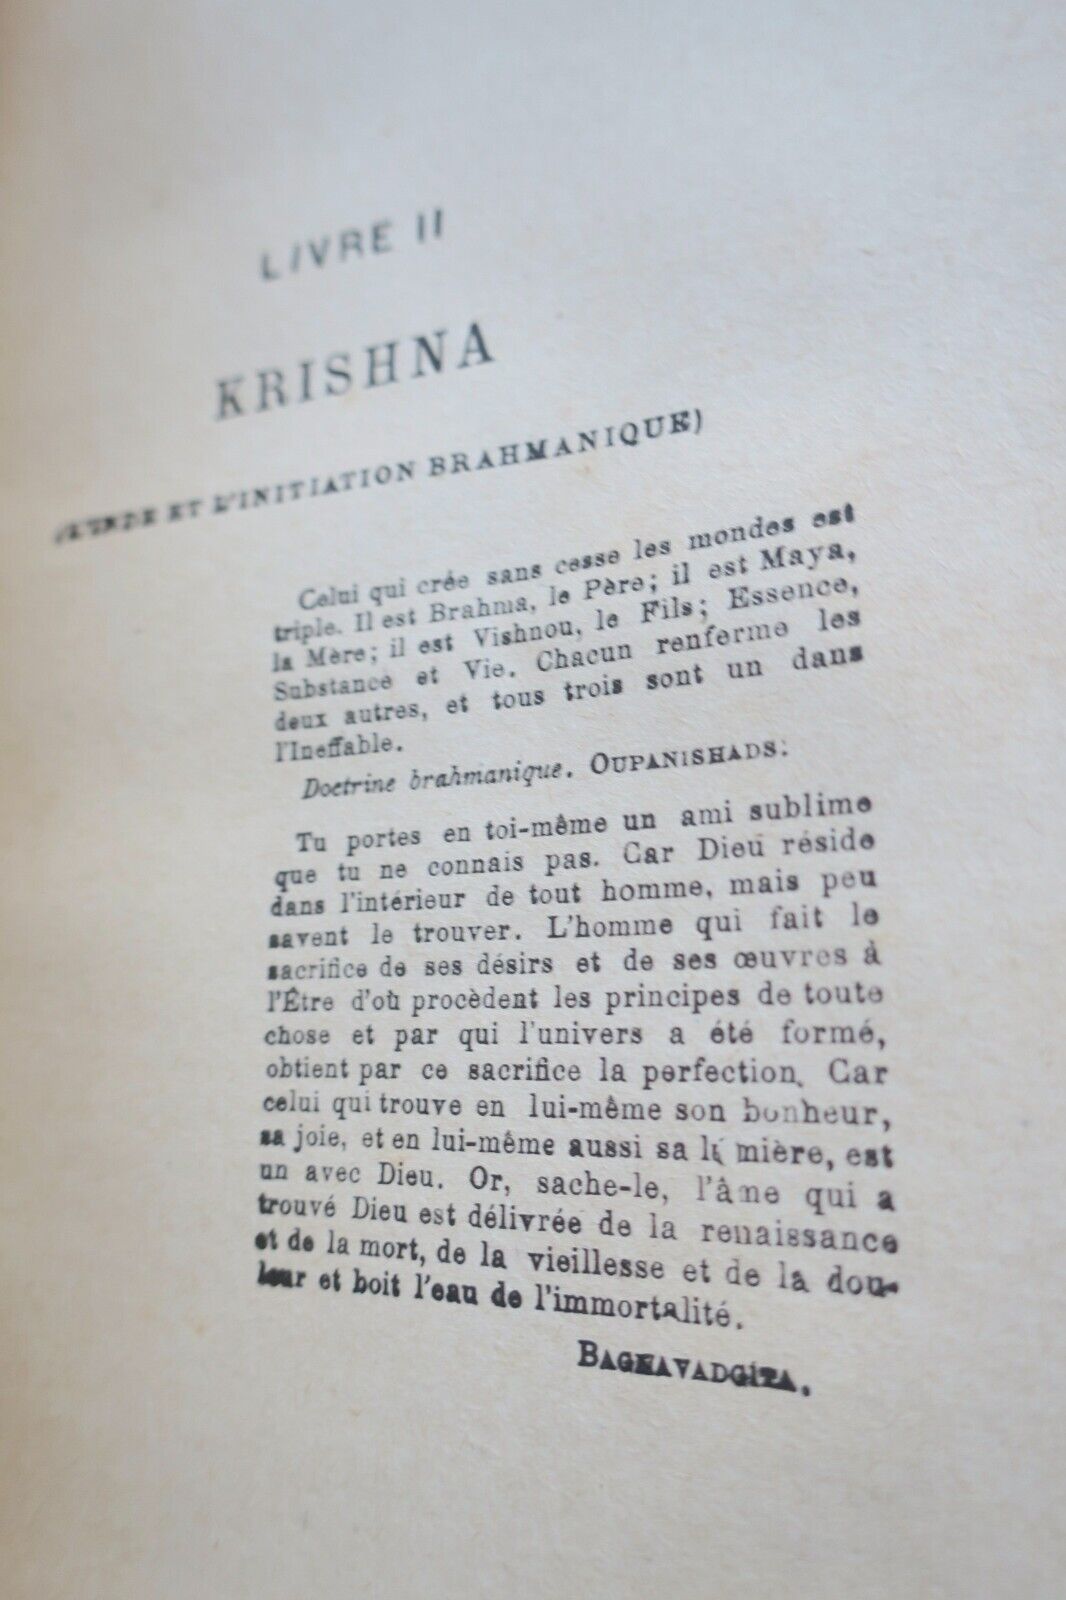 LIVRE II
KRISHNA
(L'INDE ET L'INITIATION BRAHMANIQUE)
Celui qui crée sans cesse les mondes est
triple. Il est Brahma, le Père; il est Maya,
la Mère; il est Vishnou, le Fils; Essence,
Substance et Vie. Chacun renferme les
deux autres, et tous trois sont un dans
l'Ineffable.
Doctrine brahmanique. OUPANISHADS.
Tu portes en toi-même un ami sublime
que tu ne connais pas. Car Dieu réside
dans l'intérieur de tout homme, mais peu
savent le trouver. L'homme qui fait le
sacrifice de ses désirs et de ses œuvres à
l'Être d'où procèdent les principes de toute
chose et par qui l'univers a été formé,
obtient par ce sacrifice la perfection. Car
celui qui trouve en lui-même son bonheur,
sa joie, et en lui-même aussi sa lumière, est
un avec Dieu. Or, sache-le, l'âme qui a
trouvé Dieu est délivrée de la renaissance
et de la mort, de la vieillesse et de la dou-
leur et boit l'eau de l'immortalité.
BAGHAVADGITA.